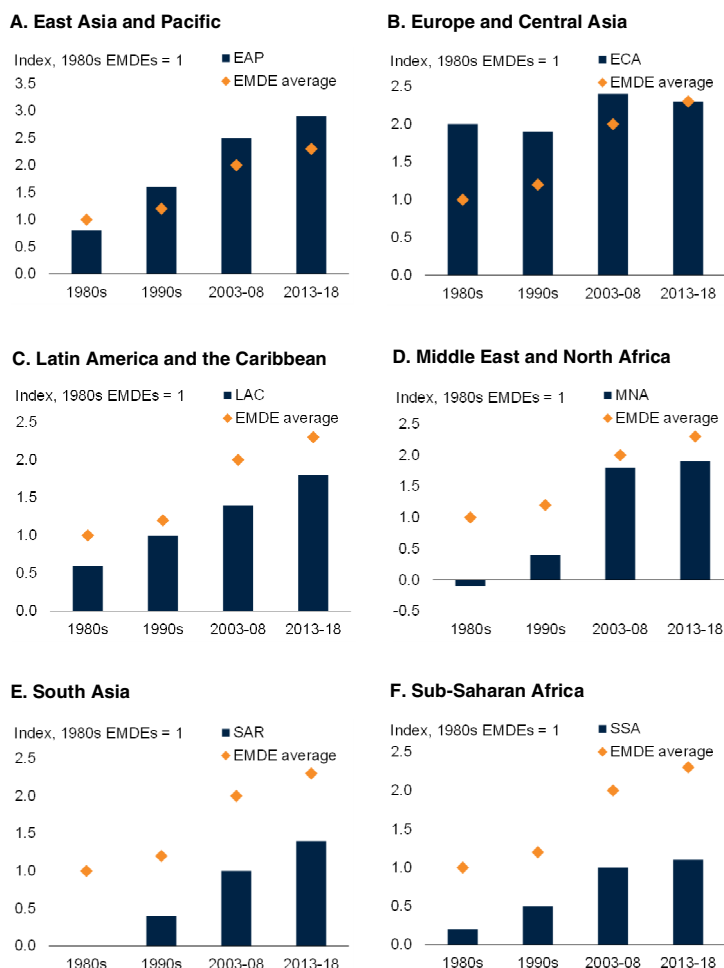 A. East Asia and Pacific
Index, 1980s EMDEs = 1
EAP
EMDE average
3.5
3.0
2.5
2.0
1.5
1.0
0.5
0.0
1980s 1990s 2003-08 2013-18
B. Europe and Central Asia
Index, 1980s EMDEs = 1
ECA
EMDE average
2.5
2.0
1.5
1.0
0.5
0.0
1980s 1990s 2003-08 2013-18
C. Latin America and the Caribbean
Index, 1980s EMDEs = 1
LAC
EMDE average
2.5
2.0
1.5
1.0
0.5
0.0
1980s 1990s 2003-08 2013-18
D. Middle East and North Africa
Index, 1980s EMDEs = 1
MNA
EMDE average
2.5
2.0
1.5
1.0
0.5
0.0
-0.5
1980s 1990s 2003-08 2013-18
E. South Asia
Index, 1980s EMDEs = 1
SAR
EMDE average
2.5
2.0
1.5
1.0
0.5
0.0
1980s 1990s 2003-08 2013-18
F. Sub-Saharan Africa
Index, 1980s EMDEs = 1
SSA
EMDE average
2.5
2.0
1.5
1.0
0.5
0.0
1980s 1990s 2003-08 2013-18